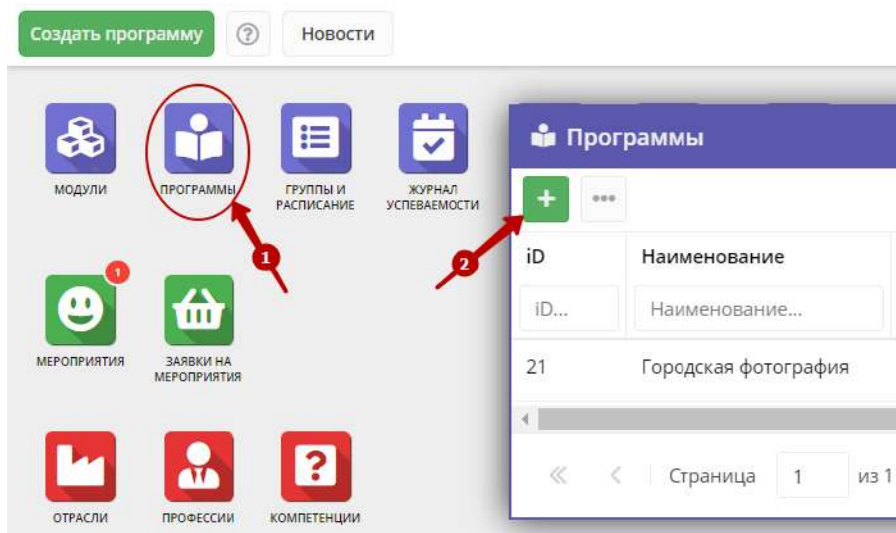 Создать программу
?
Новости
МОДУЛИ
ПРОГРАММЫ
ГРУППЫ И
РАСПИСАНИЕ
ЖУРНАЛ
УСПЕВАЕМОСТИ
1
МЕРОПРИЯТИЯ
1
ЗАЯВКИ НА
МЕРОПРИЯТИЯ
2
ОТРАСЛИ
ПРОФЕССИИ
?
КОМПЕТЕНЦИИ
Программы
+
iD
Наименование
iD...
Наименование...
21
Городская фотография
Страница 1 из 1